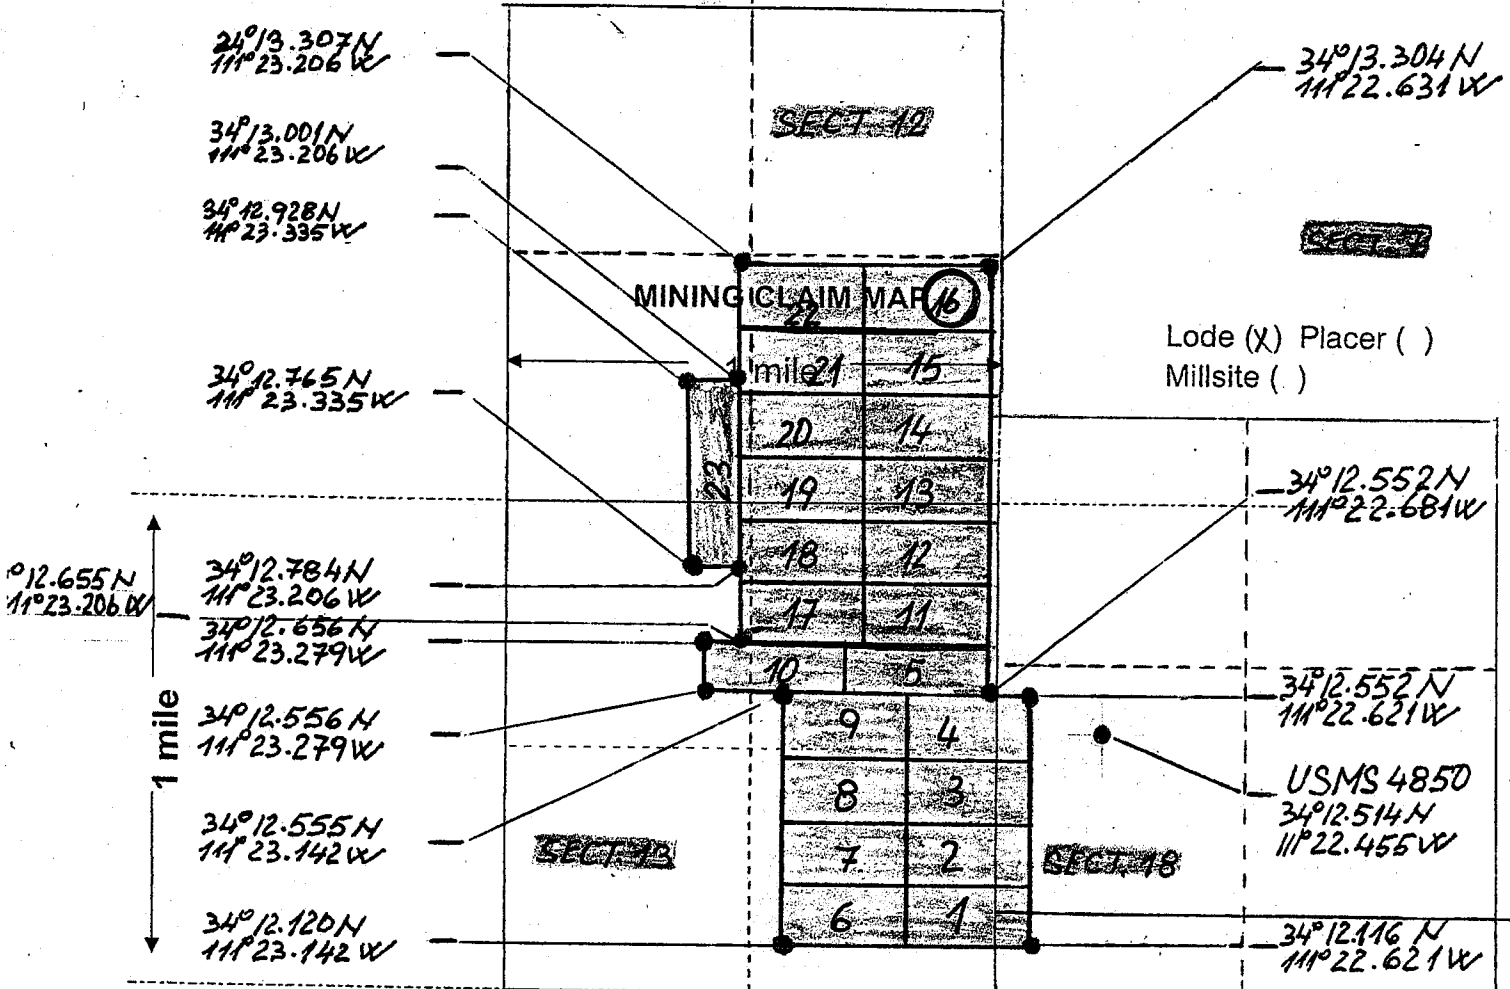 24°13.307N
111°23.206W
34°13.304N
111°22.631W
SECT 12
34°13.001N
111°23.206W
34°12.928N
111°23.335W
SECT 7
MINING CLAIM MAP
22
16
Lode (X) Placer ( )
Millsite ( )
1 mile
21
15
34°12.765N
111°23.335W
20
14
23
19
13
34°12.552N
111°22.681W
18
12
°12.655N
11°23.206W
34°12.784N
111°23.206W
17
11
34°12.656N
111°23.279W
10
5
1 mile
34°12.552N
111°22.621W
34°12.556N
111°23.279W
9
4
USMS 4850
34°12.514N
11°22.455W
8
3
34°12.555N
111°23.142W
SECT 13
7
2
SECT. 18
6
1
34°12.120N
111°23.142W
34°12.116N
111°22.621W